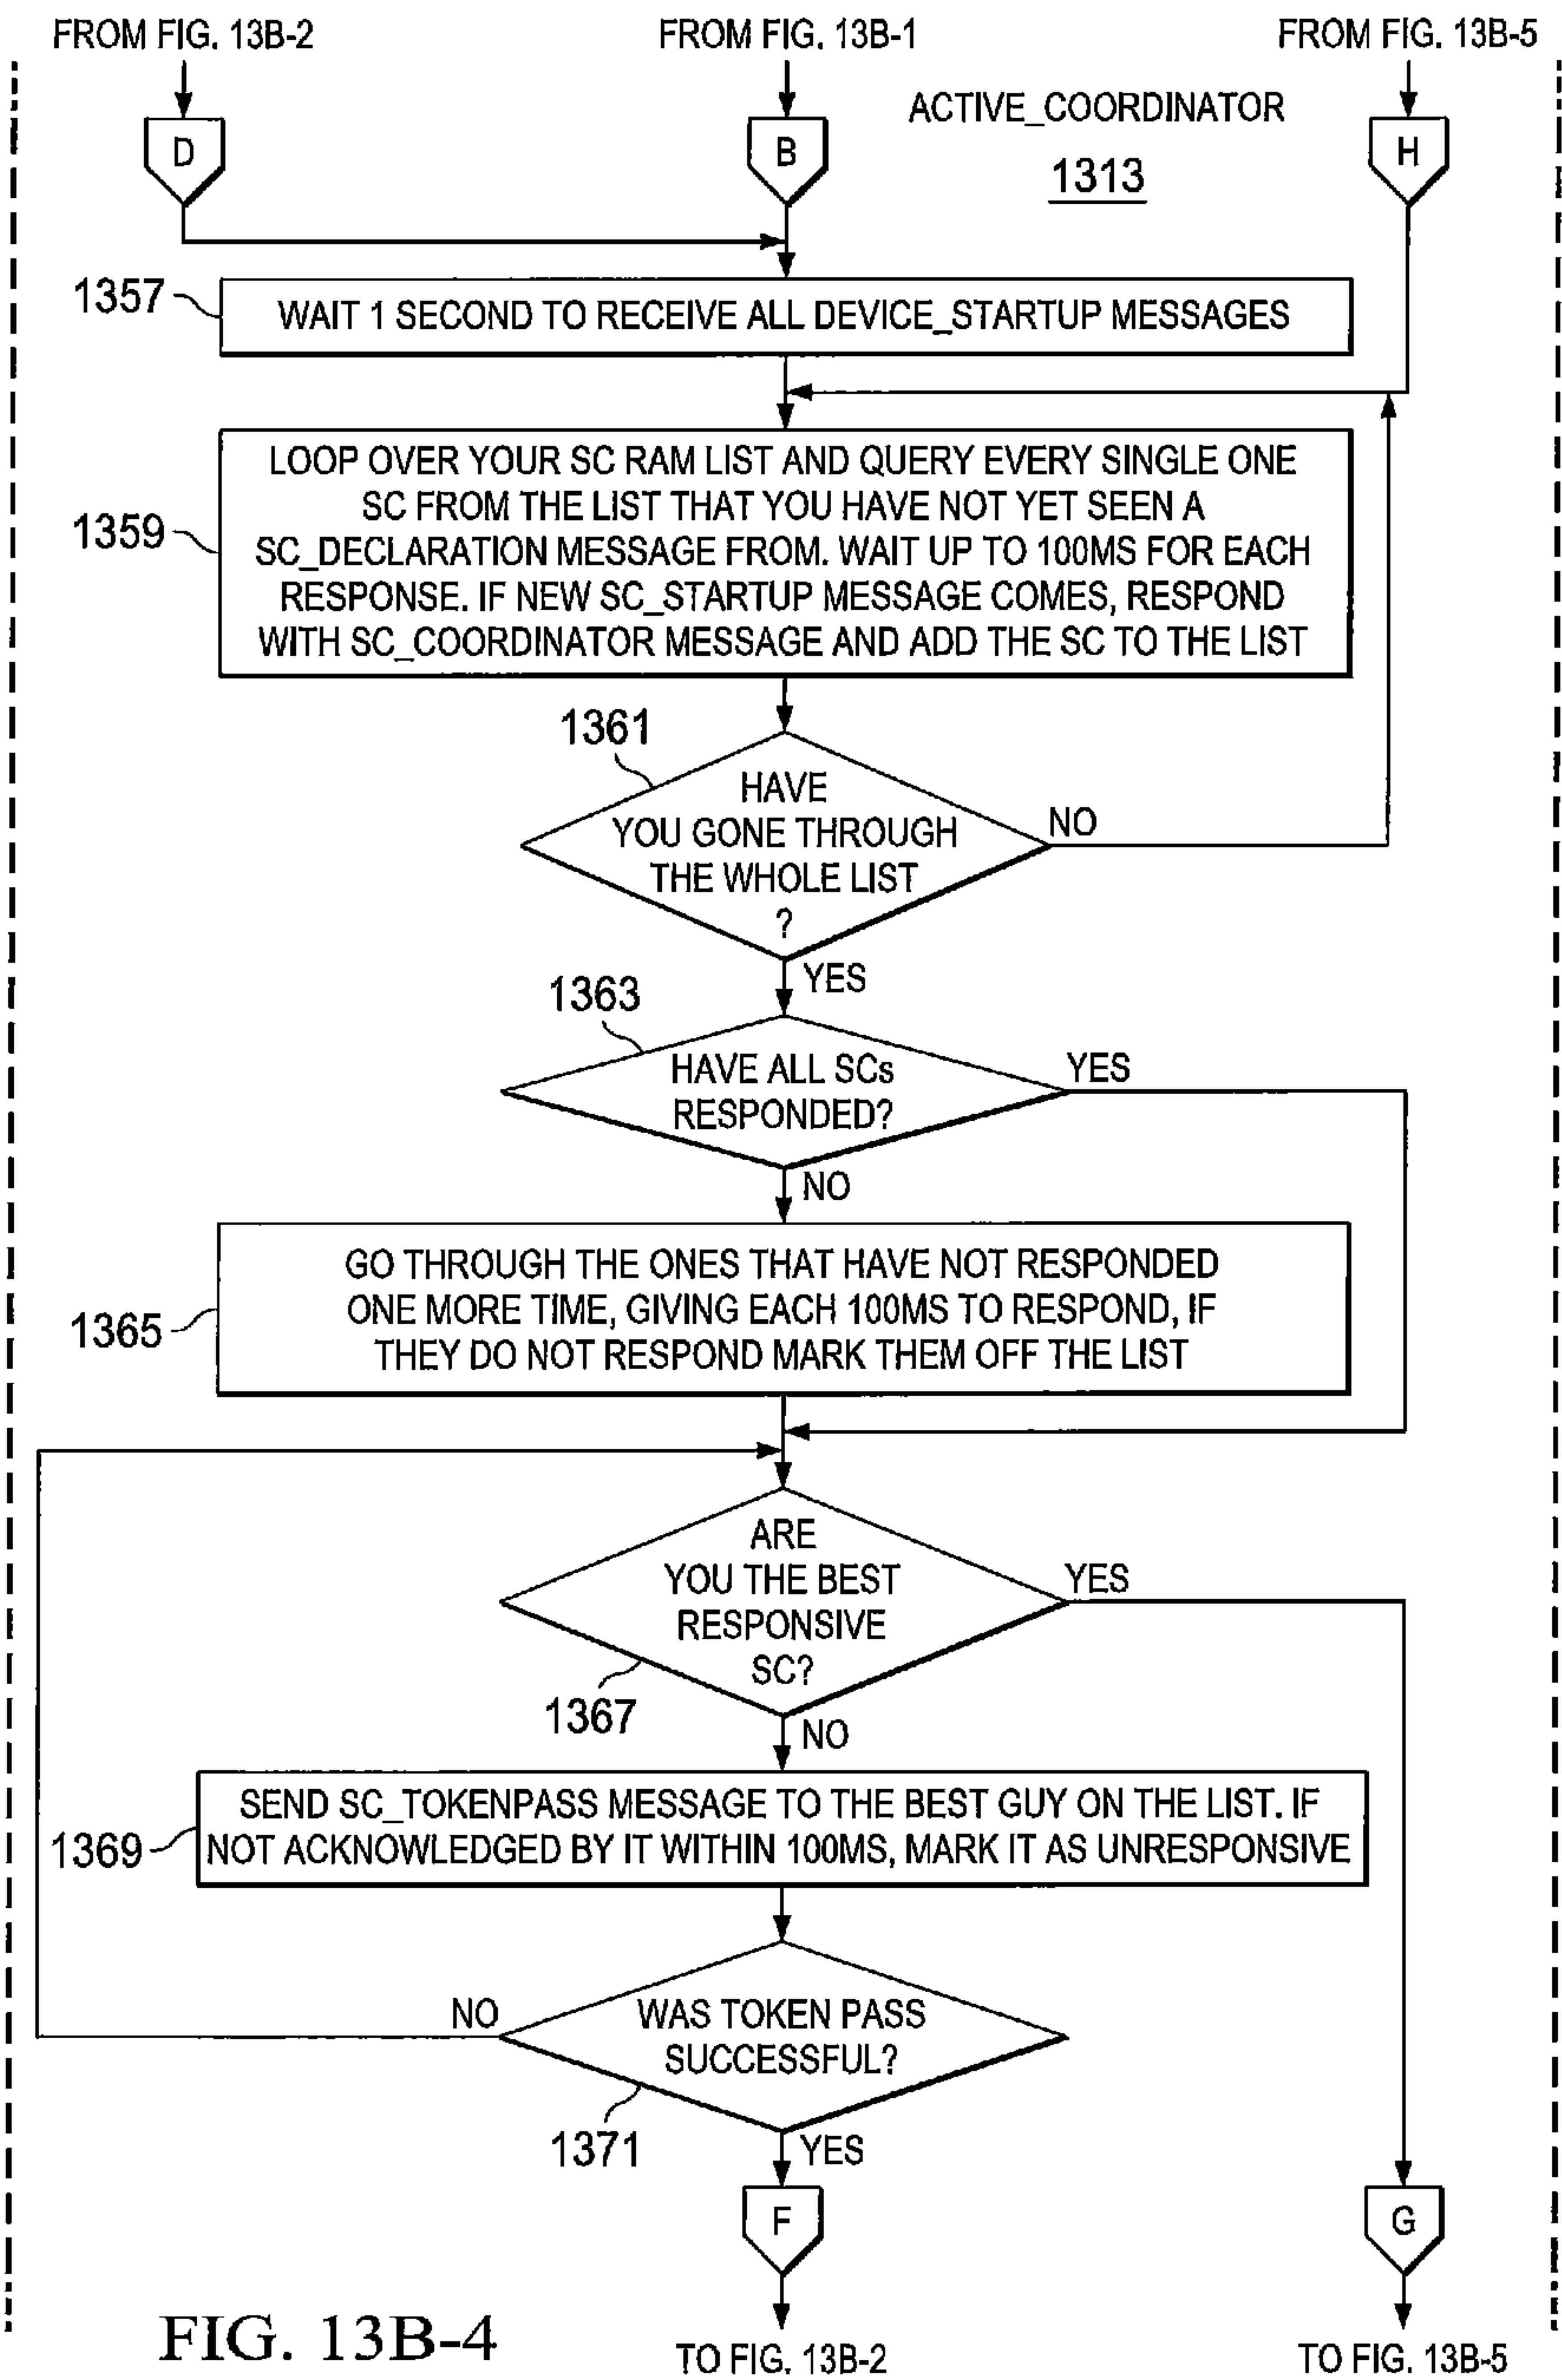 FROM FIG. 13B-2
FROM FIG. 13B-1
FROM FIG. 13B-5
D
B
ACTIVE_COORDINATOR
1313
H
1357
WAIT 1 SECOND TO RECEIVE ALL DEVICE_STARTUP MESSAGES
1359
LOOP OVER YOUR SC RAM LIST AND QUERY EVERY SINGLE ONE
SC FROM THE LIST THAT YOU HAVE NOT YET SEEN A
SC_DECLARATION MESSAGE FROM. WAIT UP TO 100MS FOR EACH
RESPONSE. IF NEW SC_STARTUP MESSAGE COMES, RESPOND
WITH SC_COORDINATOR MESSAGE AND ADD THE SC TO THE LIST
1361
HAVE
YOU GONE THROUGH
THE WHOLE LIST
?
NO
YES
1363
HAVE ALL SCs
RESPONDED?
YES
NO
1365
GO THROUGH THE ONES THAT HAVE NOT RESPONDED
ONE MORE TIME, GIVING EACH 100MS TO RESPOND, IF
THEY DO NOT RESPOND MARK THEM OFF THE LIST
ARE
YOU THE BEST
RESPONSIVE
SC?
YES
1367
NO
1369
SEND SC_TOKENPASS MESSAGE TO THE BEST GUY ON THE LIST. IF
NOT ACKNOWLEDGED BY IT WITHIN 100MS, MARK IT AS UNRESPONSIVE
NO
WAS TOKEN PASS
SUCCESSFUL?
1371
YES
F
G
FIG. 13B-4
TO FIG. 13B-2
TO FIG. 13B-5